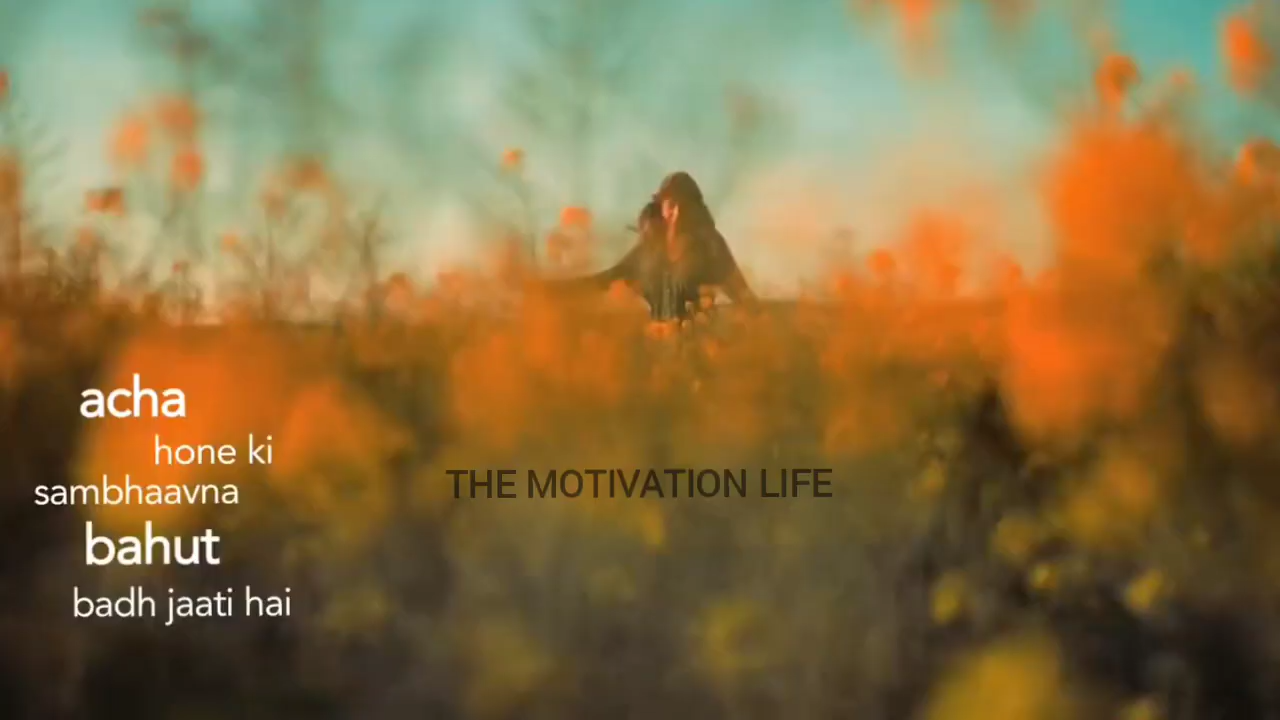 acha
hone ki
sambhaavna
bahut
badh jaati hai
THE MOTIVATION LIFE